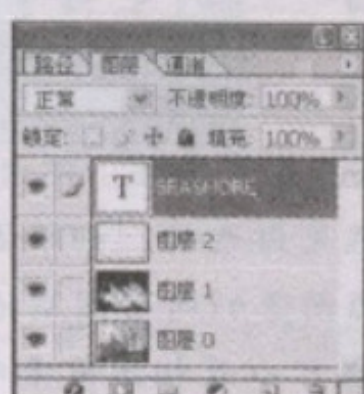 路径 图层 通道
正常 不透明度: 100%
锁定: 填充: 100%
T SEASHORE
图层 2
图层 1
图层 0